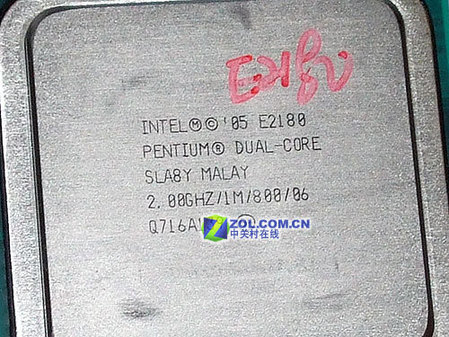 E2180
INTEL®©'05 E2180
PENTIUM® DUAL-CORE
SLA8Y MALAY
2.00GHZ/1M/800/06
ZOL.COM.CN
中关村在线